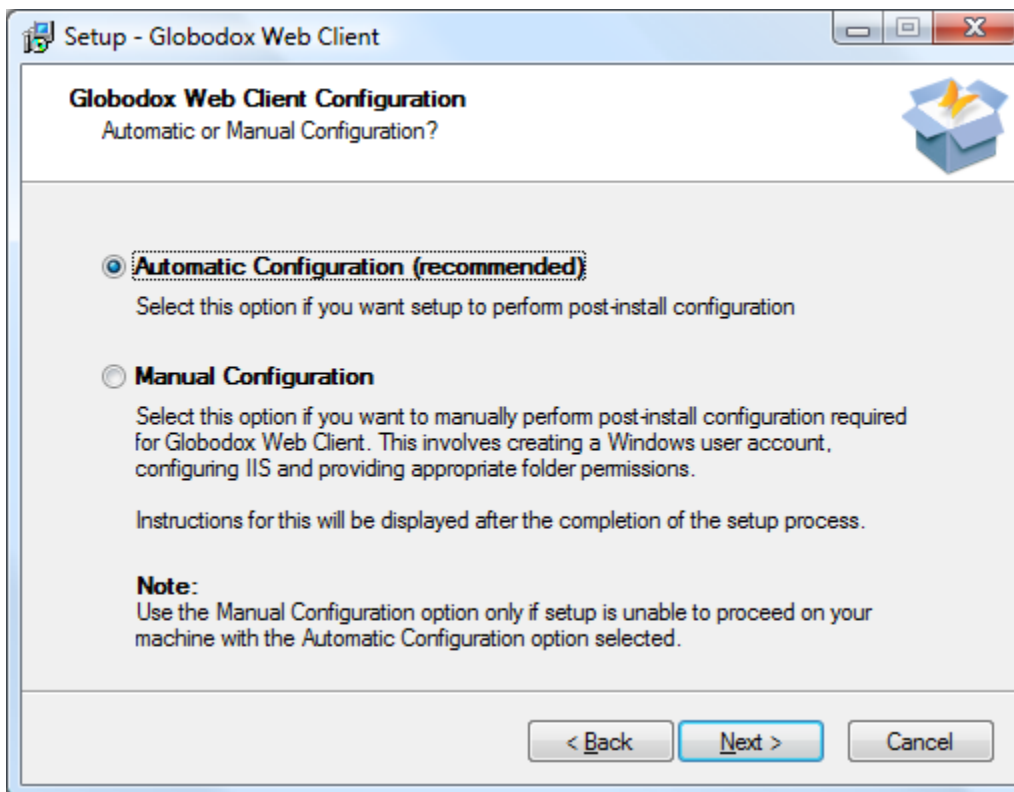 Setup - Globodox Web Client
Globodox Web Client Configuration
Automatic or Manual Configuration?
Automatic Configuration (recommended)
Select this option if you want setup to perform post-install configuration
Manual Configuration
Select this option if you want to manually perform post-install configuration required
for Globodox Web Client. This involves creating a Windows user account,
configuring IIS and providing appropriate folder permissions.
Instructions for this will be displayed after the completion of the setup process.
Note:
Use the Manual Configuration option only if setup is unable to proceed on your
machine with the Automatic Configuration option selected.
< Back Next > Cancel